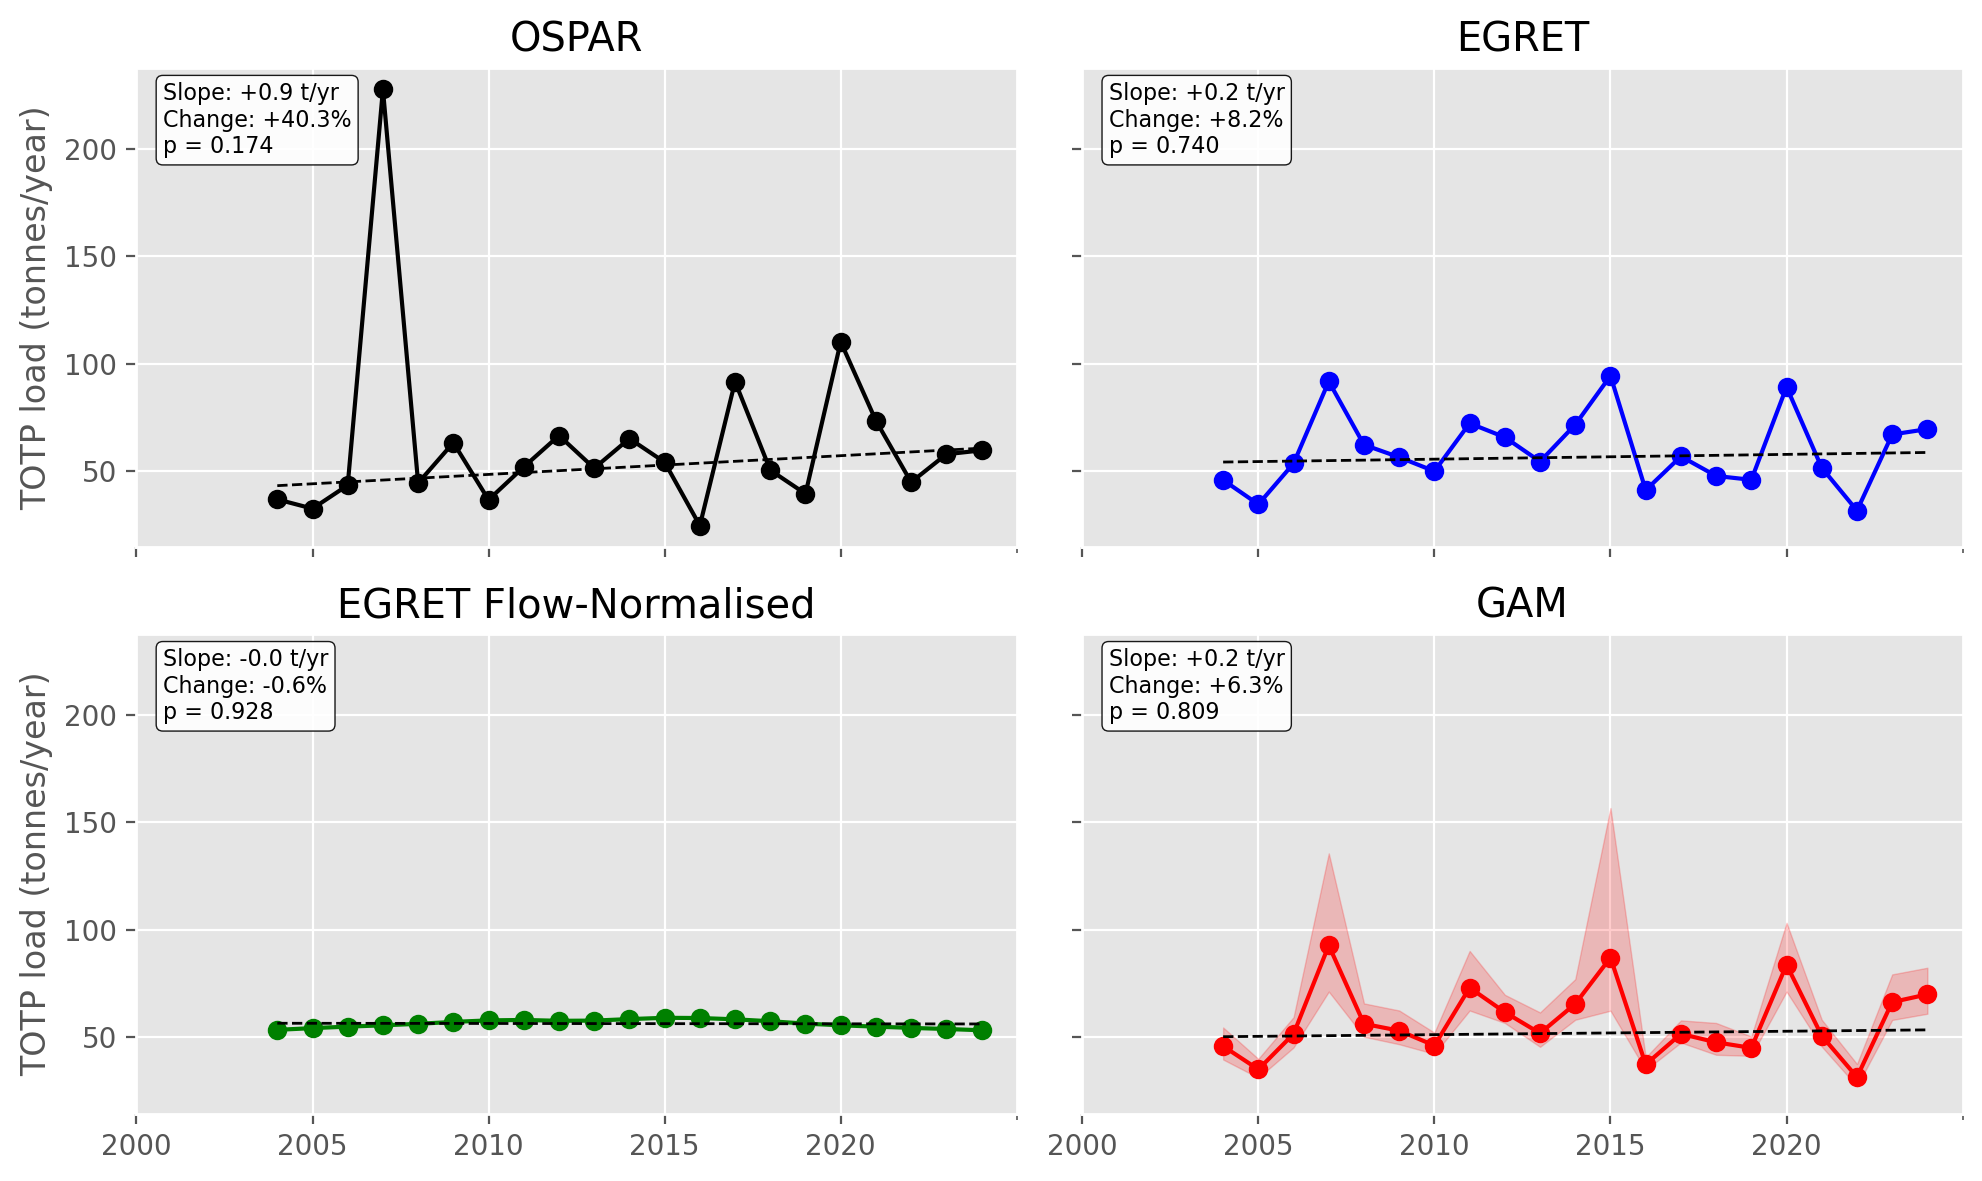 OSPAR
EGRET
Slope: +0.9 t/yr
Change: +40.3%
p = 0.174
Slope: +0.2 t/yr
Change: +8.2%
p = 0.740
TOTP load (tonnes/year)
200
150
100
50
EGRET Flow-Normalised
GAM
Slope: -0.0 t/yr
Change: -0.6%
p = 0.928
Slope: +0.2 t/yr
Change: +6.3%
p = 0.809
TOTP load (tonnes/year)
200
150
100
50
2000 2005 2010 2015 2020
2000 2005 2010 2015 2020